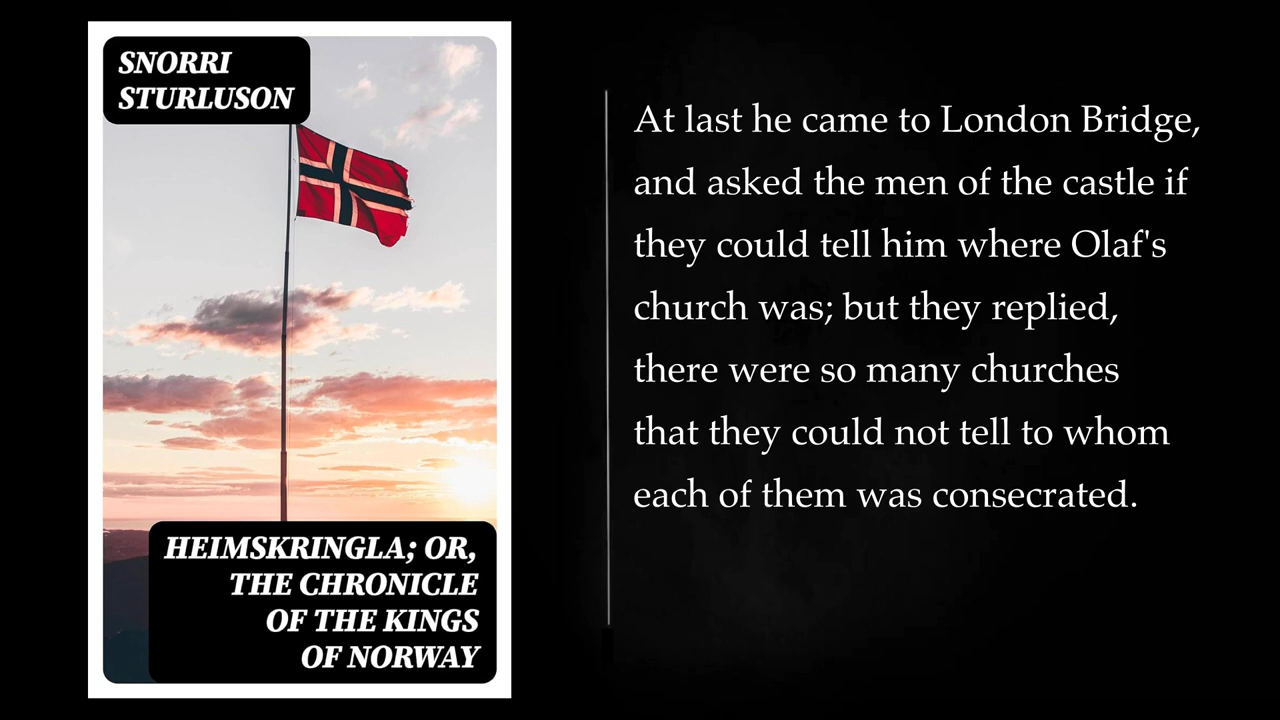 SNORRI
STURLUSON
HEIMSKRINGLA; OR,
THE CHRONICLE
OF THE KINGS
OF NORWAY
At last he came to London Bridge,
and asked the men of the castle if
they could tell him where Olaf's
church was; but they replied,
there were so many churches
that they could not tell to whom
each of them was consecrated.